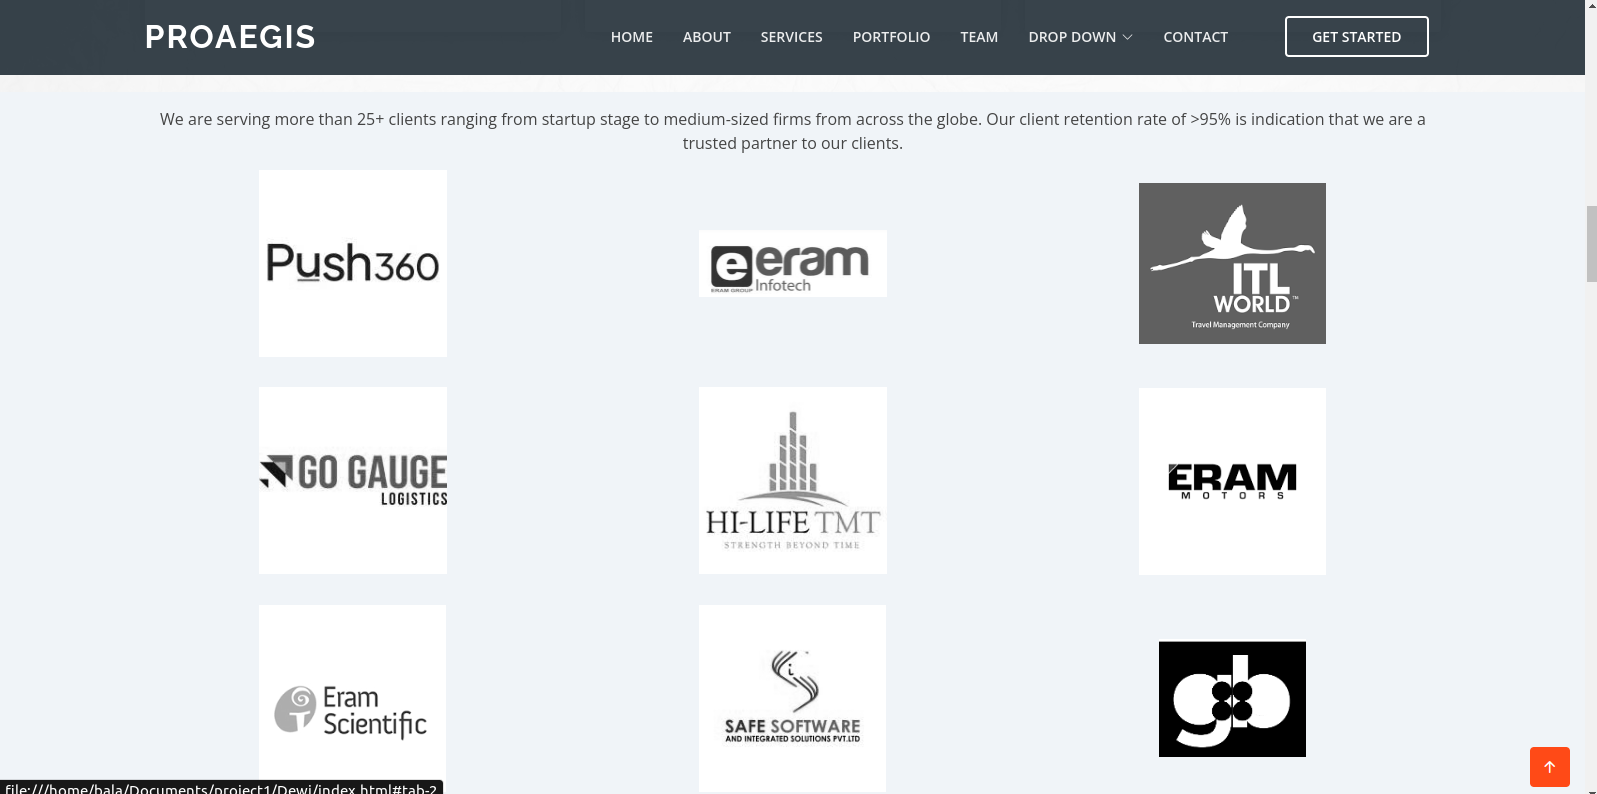 PROAEGIS
HOME ABOUT SERVICES PORTFOLIO TEAM DROP DOWN CONTACT GET STARTED
We are serving more than 25+ clients ranging from startup stage to medium-sized firms from across the globe. Our client retention rate of >95% is indication that we are a
trusted partner to our clients.
Push360
e eram
ERAM GROUP Infotech
ITL
WORLD™
Travel Management Company
GO GAUGE
LOGISTICS
HI-LIFE TMT
STRENGTH BEYOND TIME
ERAM
MOTORS
Eram
Scientific
SAFE SOFTWARE
AND INTEGRATED SOLUTIONS PVT.LTD
gb
file:///home/bala/Documents/project1/Dewi/index.html#tab-2